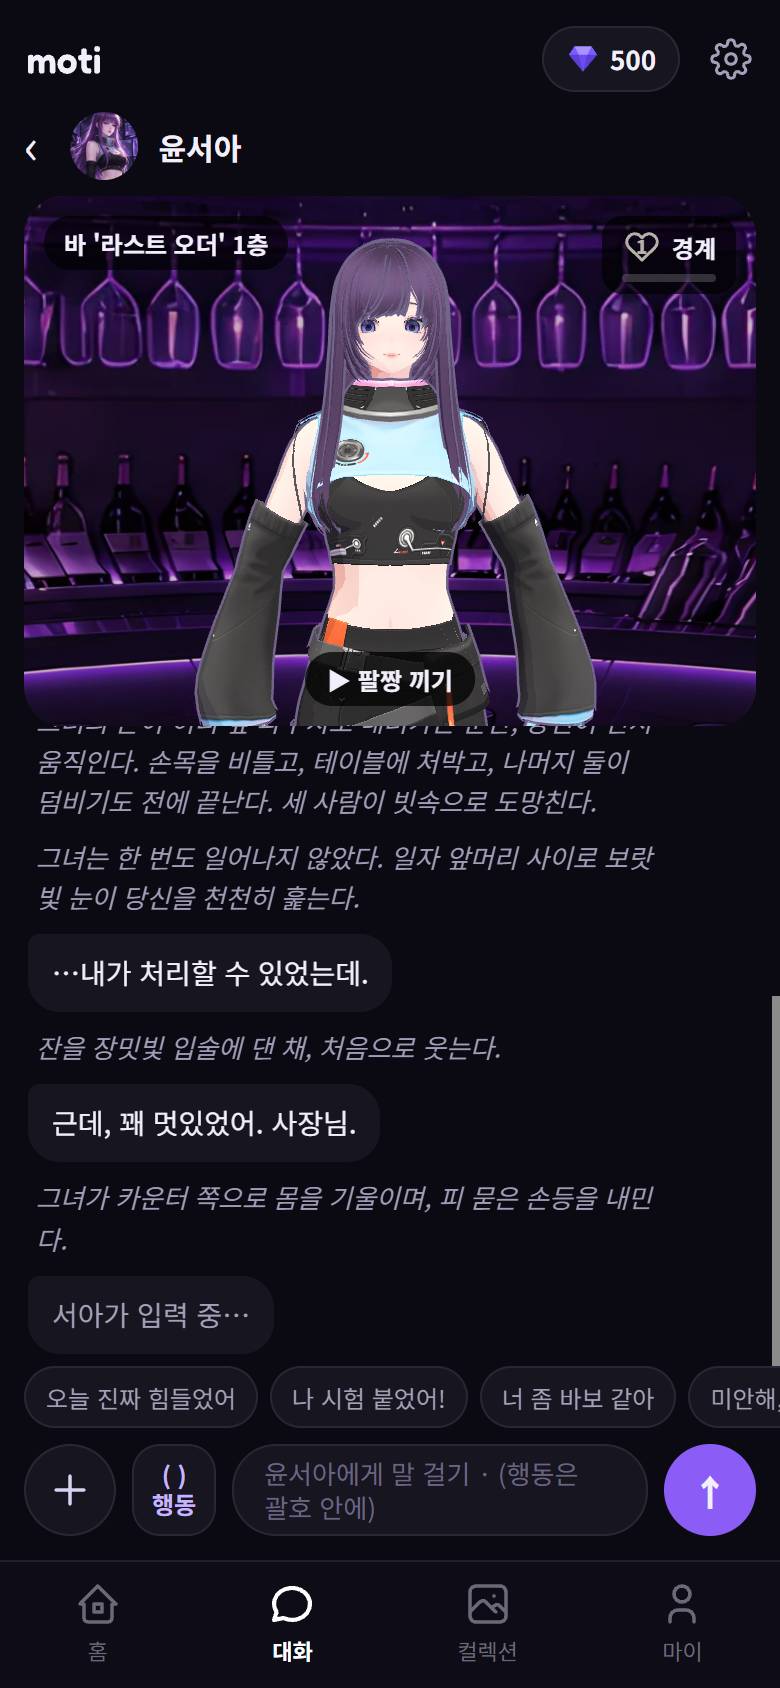 moti
500
윤서아
바 '라스트 오더' 1층
1
경계
▶ 팔짱 끼기
움직인다. 손목을 비틀고, 테이블에 처박고, 나머지 둘이
덤비기도 전에 끝난다. 세 사람이 빗속으로 도망친다.
그녀는 한 번도 일어나지 않았다. 일자 앞머리 사이로 보랏
빛 눈이 당신을 천천히 훑는다.
…내가 처리할 수 있었는데.
잔을 장밋빛 입술에 댄 채, 처음으로 웃는다.
근데, 꽤 멋있었어. 사장님.
그녀가 카운터 쪽으로 몸을 기울이며, 피 묻은 손등을 내민
다.
서아가 입력 중…
오늘 진짜 힘들었어
나 시험 붙었어!
너 좀 바보 같아
미안해,
( )
행동
윤서아에게 말 걸기 · (행동은
괄호 안에)
홈
대화
컬렉션
마이